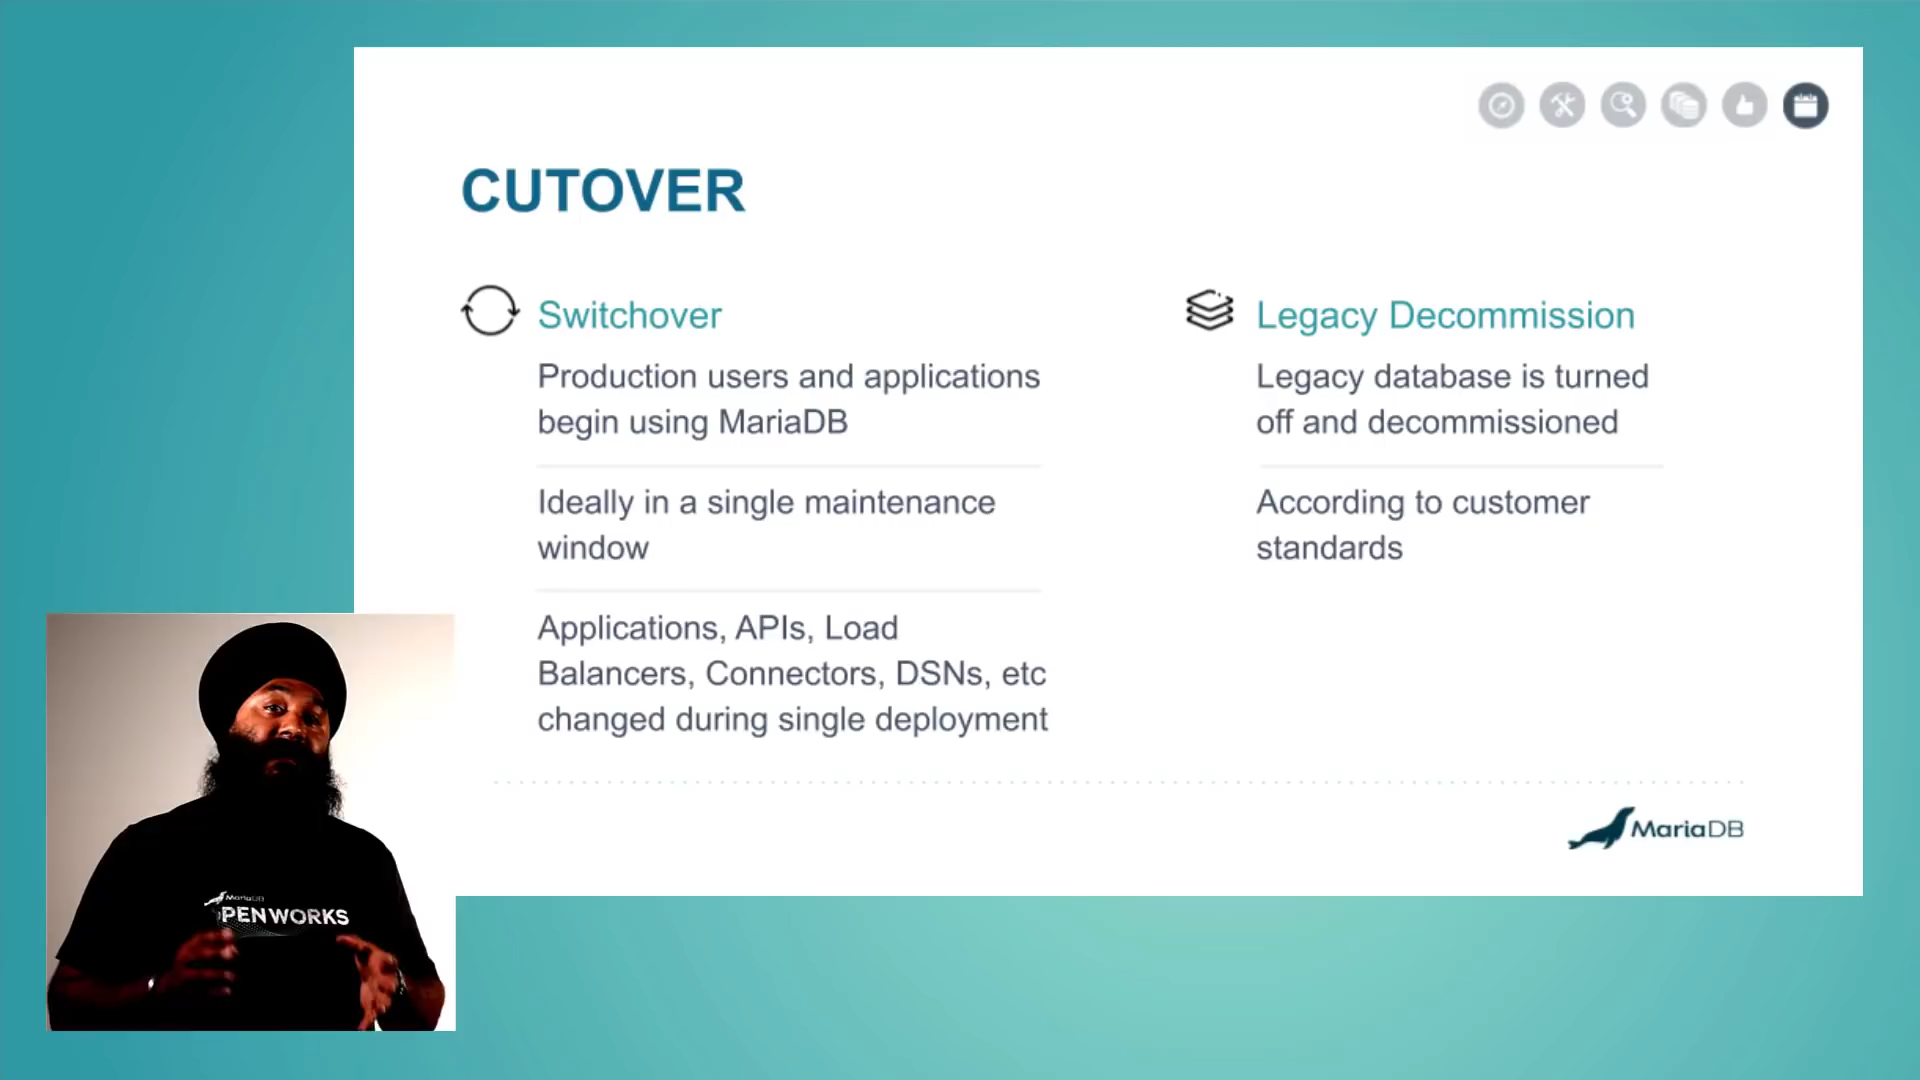 CUTOVER
Switchover
Production users and applications
begin using MariaDB
Ideally in a single maintenance
window
Applications, APIs, Load
Balancers, Connectors, DSNs, etc
changed during single deployment
Legacy Decommission
Legacy database is turned
off and decommissioned
According to customer
standards
MariaDB
MariaDB
PENWORKS